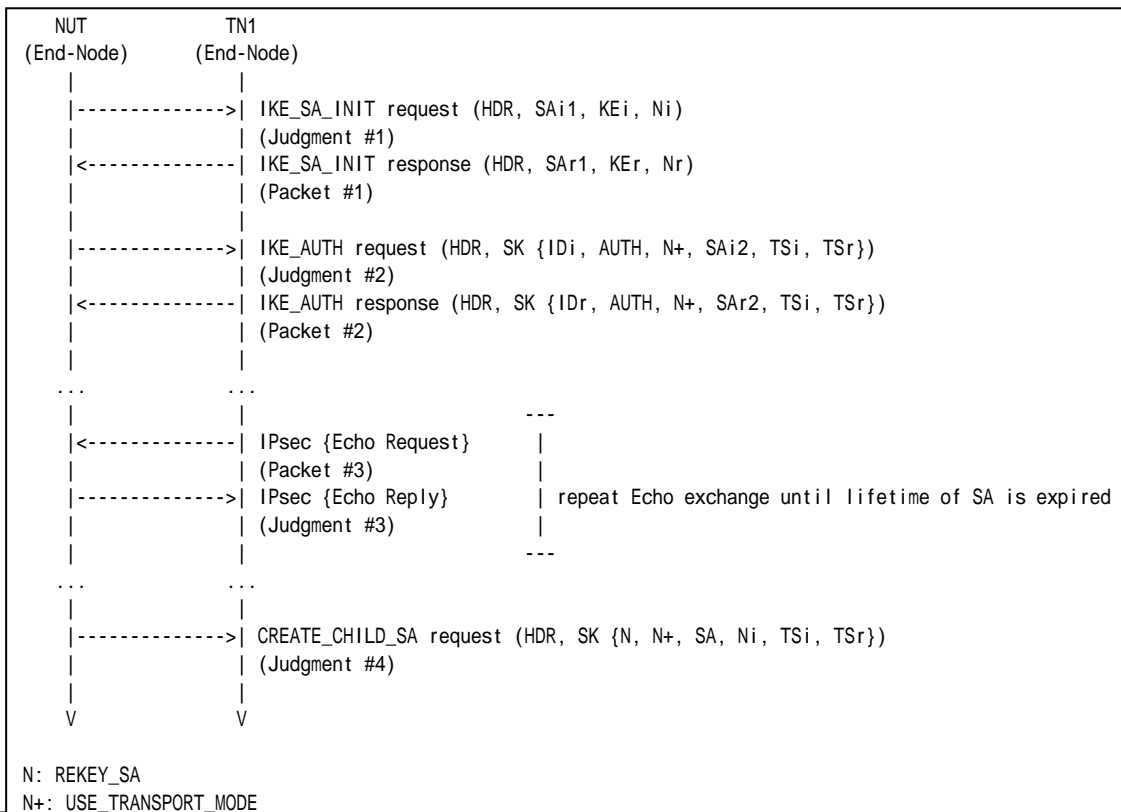 NUT TN1
(End-Node) (End-Node)
| |
|-------------->| IKE_SA_INIT request (HDR, SAi1, KEi, Ni)
| | (Judgment #1)
|<--------------| IKE_SA_INIT response (HDR, SAr1, KEr, Nr)
| | (Packet #1)
| |
|-------------->| IKE_AUTH request (HDR, SK {IDi, AUTH, N+, SAi2, TSi, TSr})
| | (Judgment #2)
|<--------------| IKE_AUTH response (HDR, SK {IDr, AUTH, N+, SAr2, TSi, TSr})
| | (Packet #2)
| |
... ...
| | ---
|<--------------| IPsec {Echo Request} |
| | (Packet #3) |
|-------------->| IPsec {Echo Reply} | repeat Echo exchange until lifetime of SA is expired
| | (Judgment #3) |
| | ---
... ...
| |
|-------------->| CREATE_CHILD_SA request (HDR, SK {N, N+, SA, Ni, TSi, TSr})
| | (Judgment #4)
| |
V V
N: REKEY_SA
N+: USE_TRANSPORT_MODE